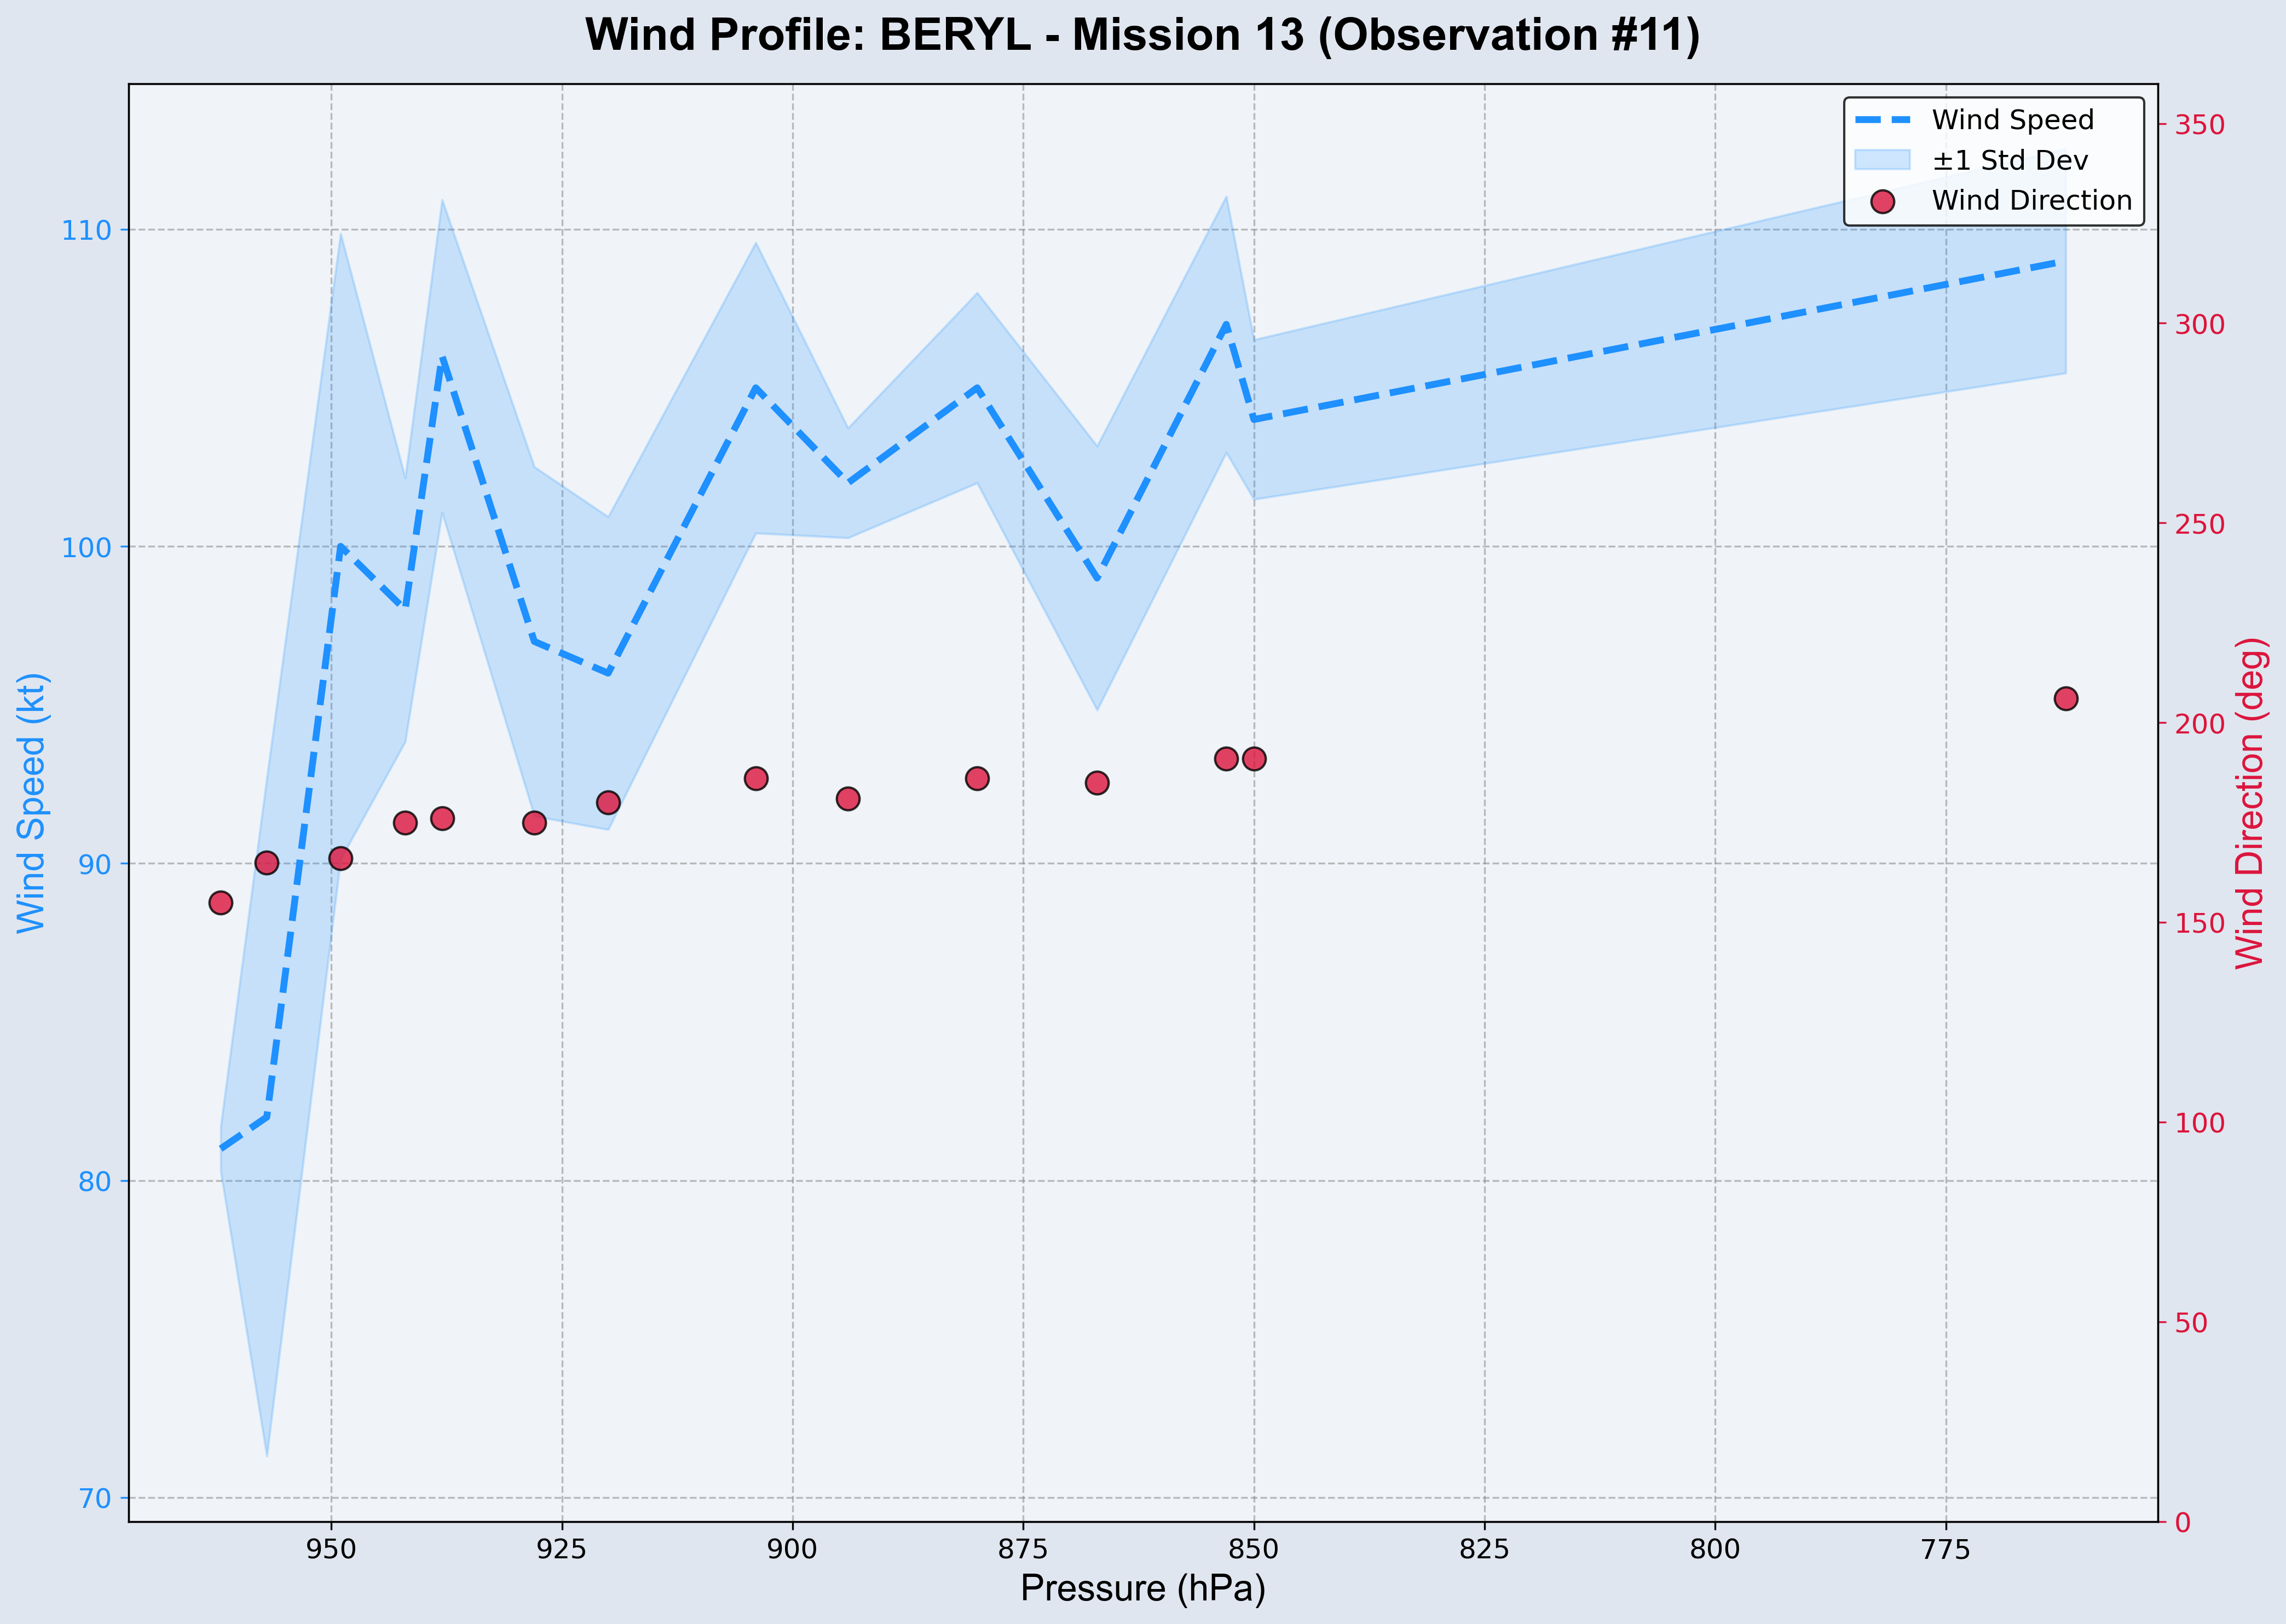 Wind Profile: BERYL - Mission 13 (Observation #11)
Wind Speed
±1 Std Dev
Wind Direction
110
100
90
80
70
Wind Speed (kt)
350
300
250
200
150
100
50
0
Wind Direction (deg)
950 925 900 875 850 825 800 775
Pressure (hPa)